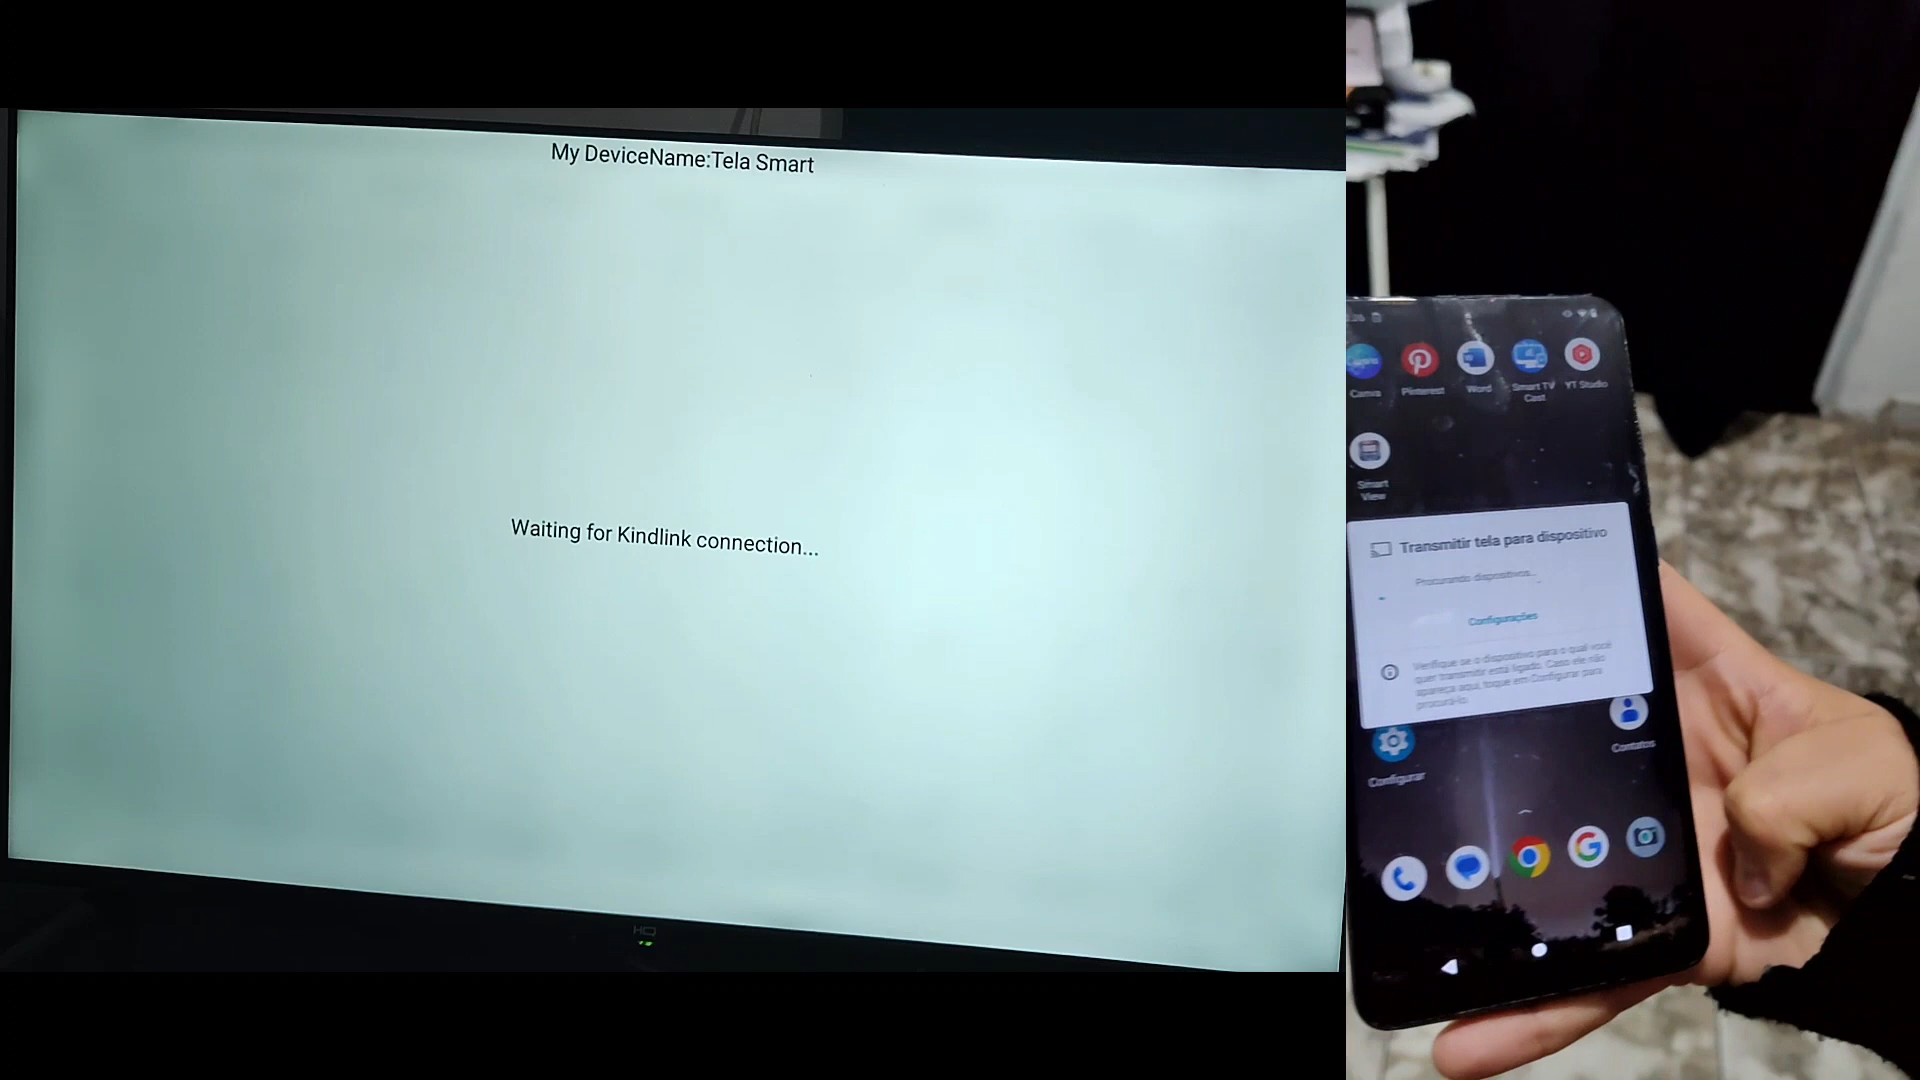 My DeviceName:Tela Smart
Waiting for Kindlink connection...
HQ
Canva
Pinterest
Word
Smart TV
Cast
YT Studio
Smart
View
Transmitir tela para dispositivo
Procurando dispositivos...
Configurações
Verifique se o dispositivo para o qual você
quer transmitir está ligado. Caso ele não
apareça aqui, toque em Configurar para
procurá-lo.
Contatos
Configurar